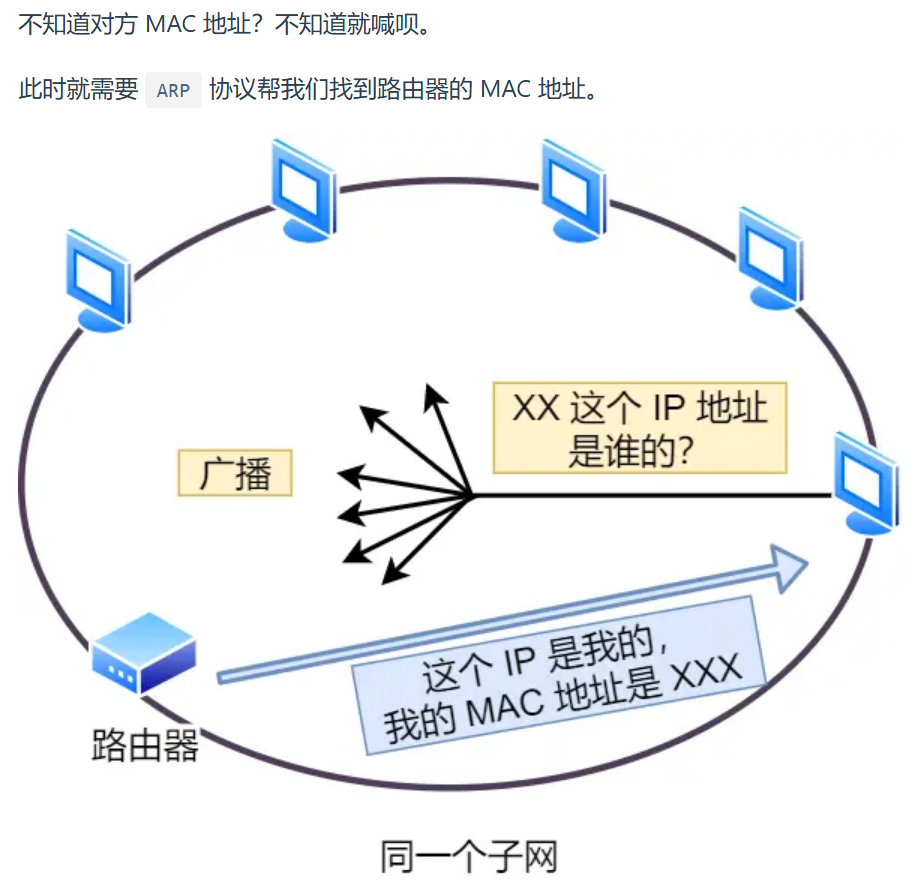 不知道对方 MAC 地址？不知道就喊呗。
此时就需要 ARP 协议帮我们找到路由器的 MAC 地址。
XX 这个 IP 地址
是谁的?
广播
这个 IP 是我的，
我的 MAC 地址是 XXX
路由器
同一个子网